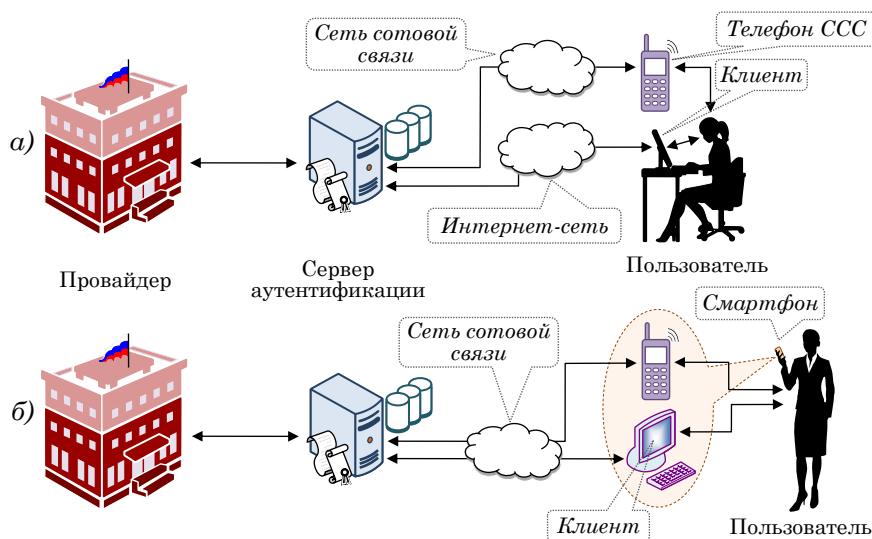 Сеть сотовой
связи
Телефон ССС
Клиент
а)
Интернет-сеть
Провайдер
Сервер
аутентификации
Пользователь
Сеть сотовой
связи
Смартфон
б)
Клиент
Пользователь